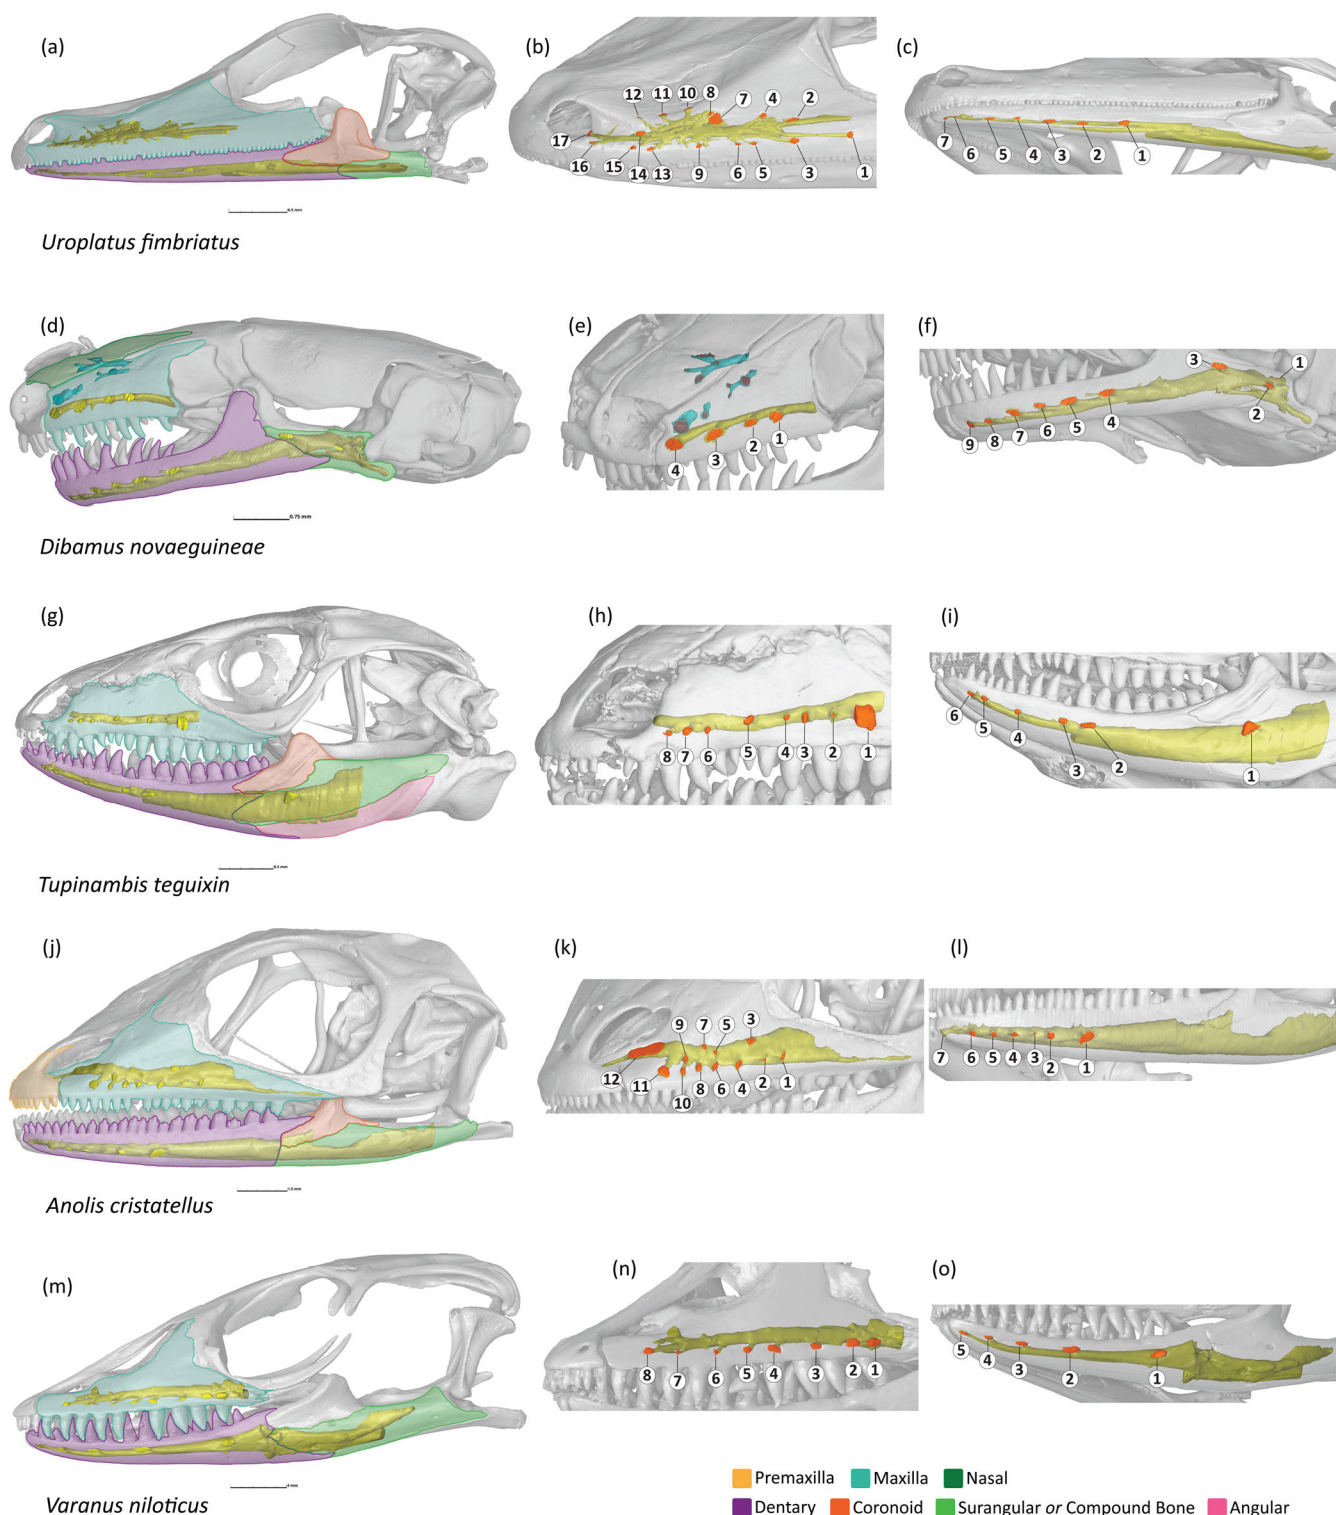 (a)
(b)
(c)
12 11 10 8 7 4 2
17
16 15 14 13 9 6 5 3 1
7 6 5 4 3 2 1
Uroplatus fimbriatus
(d)
(e)
(f)
4 3 2 1
3 1
2
9 8 7 6 5 4
0.75 mm
Dibamus novaeguineae
(g)
(h)
(i)
8 7 6 5 4 3 2 1
6 5 4 3 2 1
Tupinambis teguixin
(j)
(k)
(l)
9 7 5 3
12 11 10 8 6 4 2 1
7 6 5 4 3 2 1
Anolis cristatellus
(m)
(n)
(o)
8 7 6 5 4 3 2 1
5 4 3 2 1
4 mm
Varanus niloticus
Premaxilla Maxilla Nasal
Dentary Coronoid Surangular or Compound Bone Angular